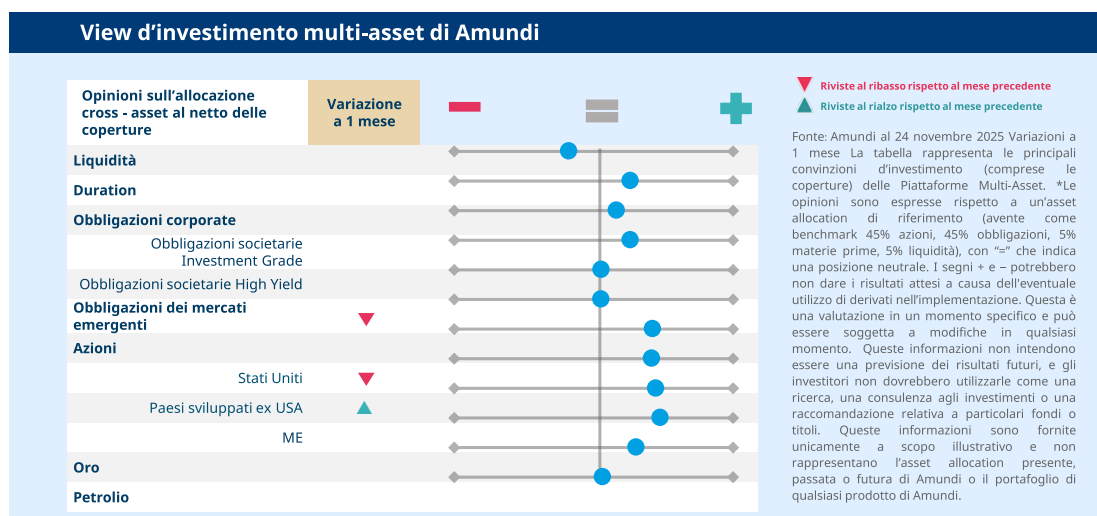 View d’investimento multi-asset di Amundi
Opinioni sull’allocazione
cross - asset al netto delle
coperture
Variazione
a 1 mese
Liquidità
Duration
Obbligazioni corporate
Obbligazioni societarie
Investment Grade
Obbligazioni societarie High Yield
Obbligazioni dei mercati
emergenti
Azioni
Stati Uniti
Paesi sviluppati ex USA
ME
Oro
Petrolio
Riviste al ribasso rispetto al mese precedente
Riviste al rialzo rispetto al mese precedente
Fonte: Amundi al 24 novembre 2025 Variazioni a
1 mese La tabella rappresenta le principali
convinzioni d’investimento (comprese le
coperture) delle Piattaforme Multi-Asset. *Le
opinioni sono espresse rispetto a un’asset
allocation di riferimento (avente come
benchmark 45% azioni, 45% obbligazioni, 5%
materie prime, 5% liquidità), con “=” che indica
una posizione neutrale. I segni + e – potrebbero
non dare i risultati attesi a causa dell'eventuale
utilizzo di derivati nell’implementazione. Questa è
una valutazione in un momento specifico e può
essere soggetta a modifiche in qualsiasi
momento. Queste informazioni non intendono
essere una previsione dei risultati futuri, e gli
investitori non dovrebbero utilizzarle come una
ricerca, una consulenza agli investimenti o una
raccomandazione relativa a particolari fondi o
titoli. Queste informazioni sono fornite
unicamente a scopo illustrativo e non
rappresentano l’asset allocation presente,
passata o futura di Amundi o il portafoglio di
qualsiasi prodotto di Amundi.